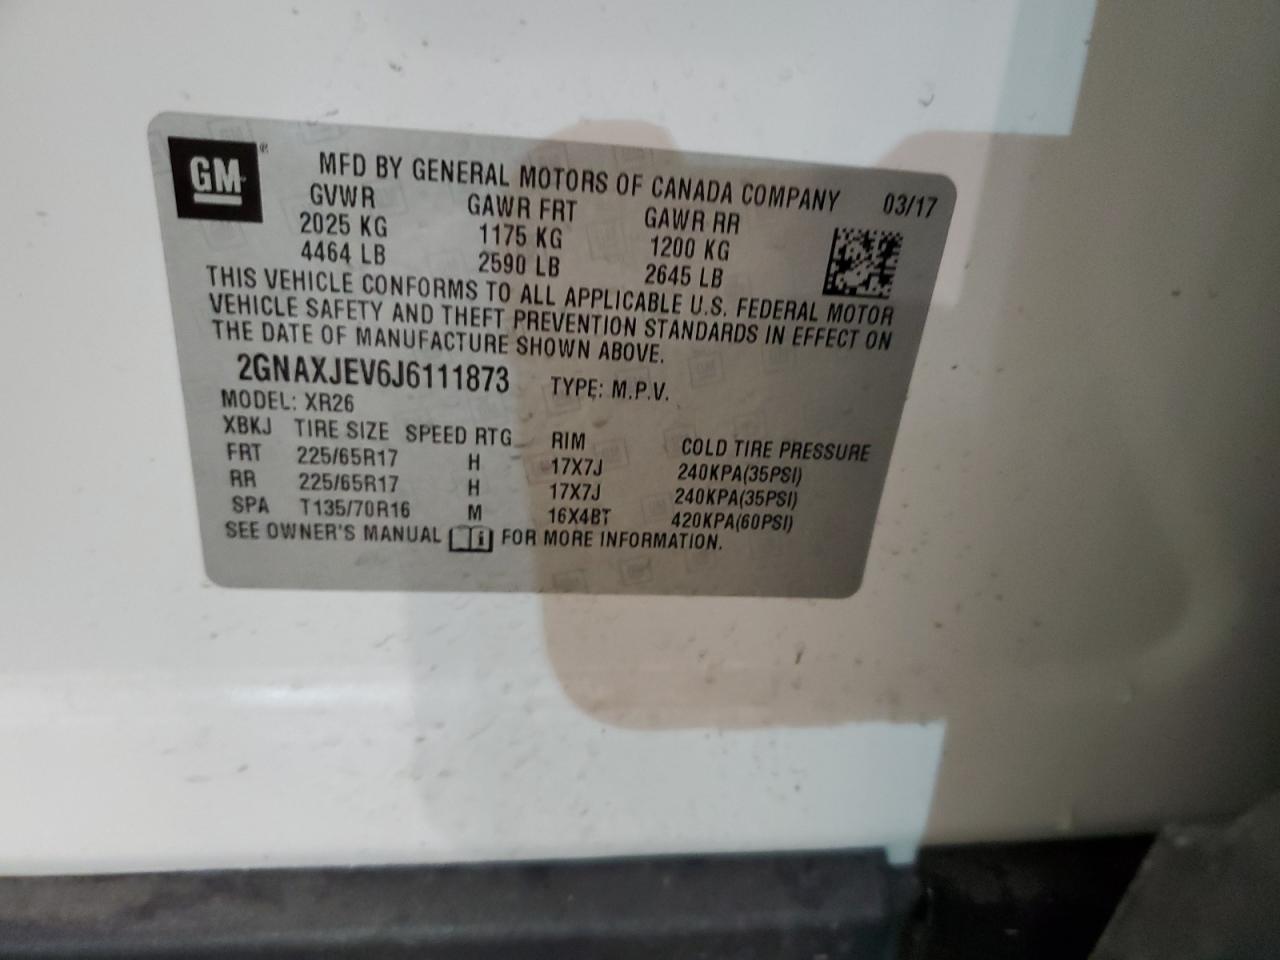 GM
MFD BY GENERAL MOTORS OF CANADA COMPANY 03/17
GVWR GAWR FRT GAWR RR
2025 KG 1175 KG 1200 KG
4464 LB 2590 LB 2645 LB
THIS VEHICLE CONFORMS TO ALL APPLICABLE U.S. FEDERAL MOTOR
VEHICLE SAFETY AND THEFT PREVENTION STANDARDS IN EFFECT ON
THE DATE OF MANUFACTURE SHOWN ABOVE.
2GNAXJEV6J6111873 TYPE: M.P.V.
MODEL: XR26
XBKJ TIRE SIZE SPEED RTG RIM COLD TIRE PRESSURE
FRT 225/65R17 H 17X7J 240KPA(35PSI)
RR 225/65R17 H 17X7J 240KPA(35PSI)
SPA T135/70R16 M 16X4BT 420KPA(60PSI)
SEE OWNER'S MANUAL i FOR MORE INFORMATION.